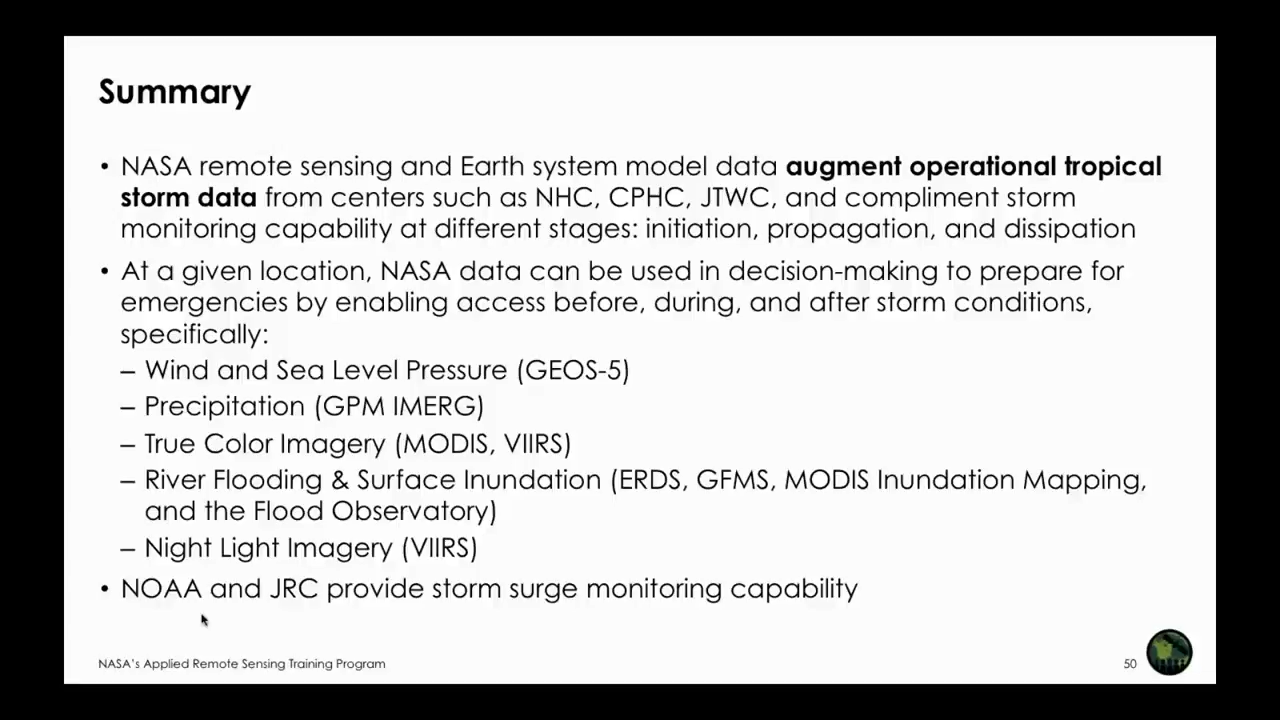 Summary
• NASA remote sensing and Earth system model data augment operational tropical
storm data from centers such as NHC, CPHC, JTWC, and compliment storm
monitoring capability at different stages: initiation, propagation, and dissipation
• At a given location, NASA data can be used in decision-making to prepare for
emergencies by enabling access before, during, and after storm conditions,
specifically:
– Wind and Sea Level Pressure (GEOS-5)
– Precipitation (GPM IMERG)
– True Color Imagery (MODIS, VIIRS)
– River Flooding & Surface Inundation (ERDS, GFMS, MODIS Inundation Mapping,
and the Flood Observatory)
– Night Light Imagery (VIIRS)
• NOAA and JRC provide storm surge monitoring capability
NASA's Applied Remote Sensing Training Program
50